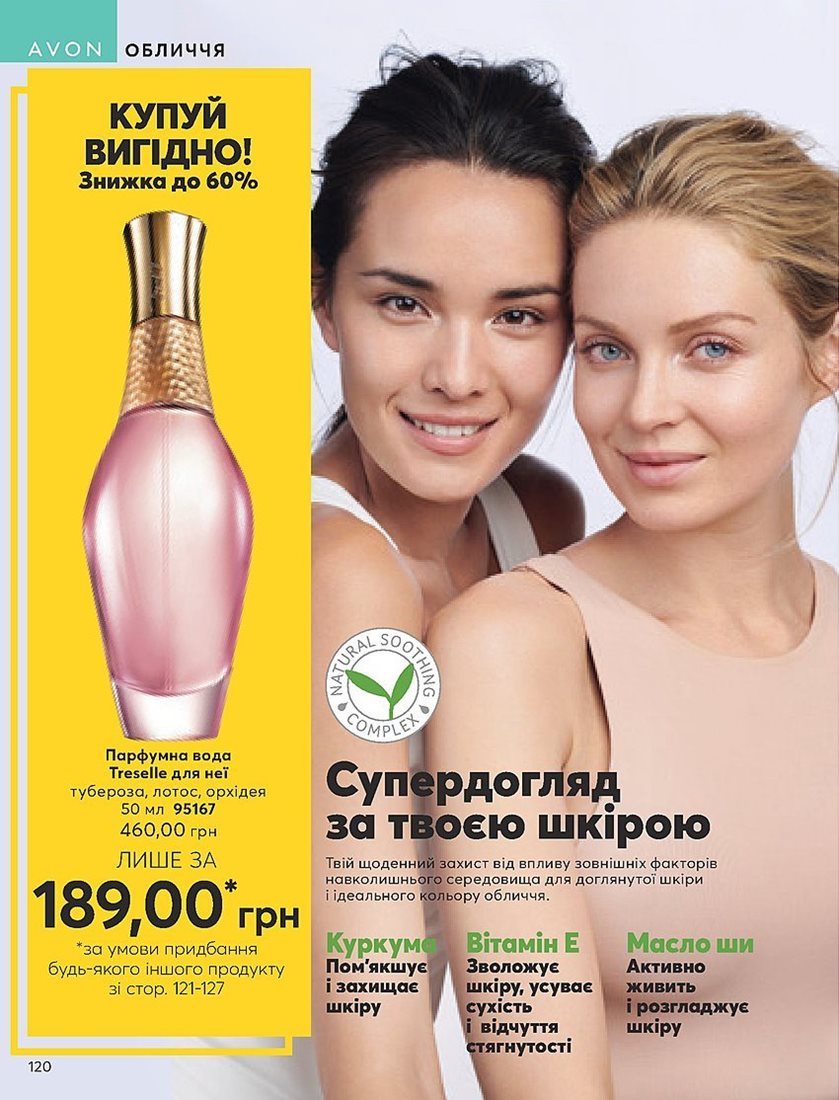 AVON ОБЛИЧЧЯ
КУПУЙ
ВИГІДНО!
Знижка до 60%
Парфумна вода
Treselle для неї
тубероза, лотос, орхідея
50 мл 95167
460,00 грн
ЛИШЕ ЗА
189,00* грн
*за умови придбання
будь-якого іншого продукту
зі стор. 121-127
NATURAL SOOTHING
COMPLEX
Супердогляд
за твоєю шкірою
Твій щоденний захист від впливу зовнішніх факторів
навколишнього середовища для доглянутої шкіри
і ідеального кольору обличчя.
Куркума
Пом'якшує
і захищає
шкіру
Вітамін Е
Зволожує
шкіру, усуває
сухість
і відчуття
стягнутості
Масло ши
Активно
живить
і розгладжує
шкіру
120